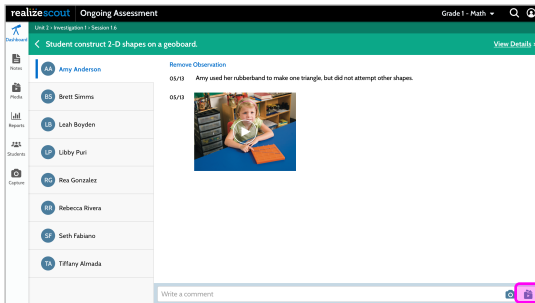 realizescout Ongoing Assessment Grade 1 - Math
Unit 2 › Investigation 1 › Session 1.6
Student construct 2-D shapes on a geoboard. View Details
Dashboard
Notes
Media
Reports
Students
Capture
AA Amy Anderson
BS Brett Simms
LB Leah Boyden
LP Libby Puri
RG Rea Gonzalez
RR Rebecca Rivera
SF Seth Fabiano
TA Tiffany Almada
Remove Observation
05/13 Amy used her rubberband to make one triangle, but did not attempt other shapes.
05/13
Write a comment